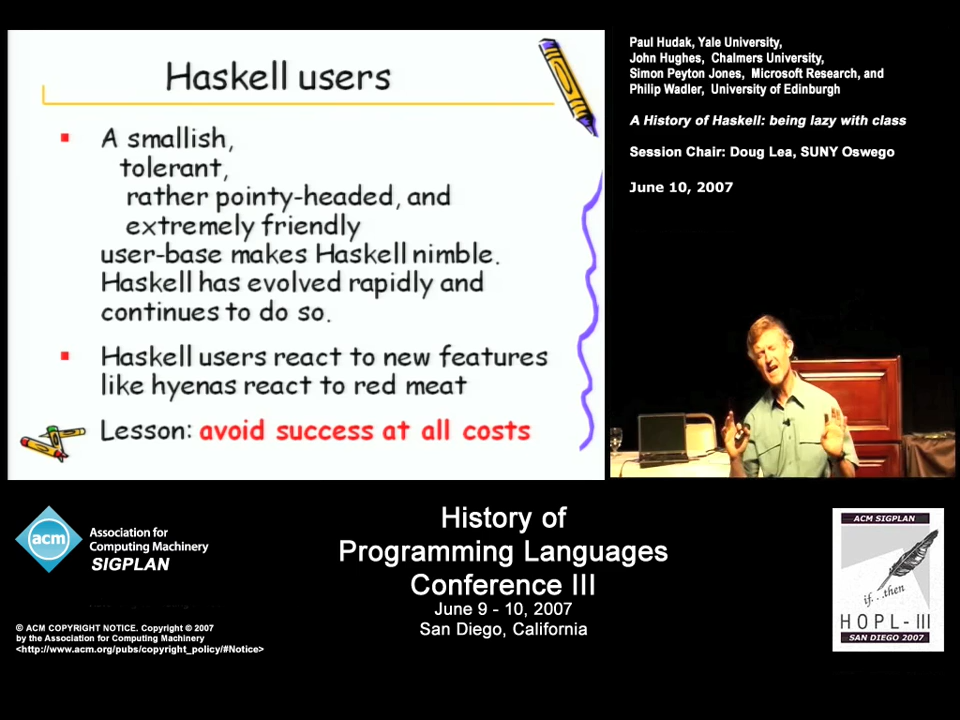 Haskell users
A smallish,
tolerant,
rather pointy-headed, and
extremely friendly
user-base makes Haskell nimble.
Haskell has evolved rapidly and
continues to do so.
Haskell users react to new features
like hyenas react to red meat
Lesson: avoid success at all costs
Paul Hudak, Yale University,
John Hughes, Chalmers University,
Simon Peyton Jones, Microsoft Research, and
Philip Wadler, University of Edinburgh
A History of Haskell: being lazy with class
Session Chair: Doug Lea, SUNY Oswego
June 10, 2007
acm
Association for
Computing Machinery
SIGPLAN
© ACM COPYRIGHT NOTICE. Copyright © 2007
by the Association for Computing Machinery
<http://www.acm.org/pubs/copyright_policy/#Notice>
History of
Programming Languages
Conference III
June 9 - 10, 2007
San Diego, California
ACM SIGPLAN
if. . .then
HOPL-III
SAN DIEGO 2007